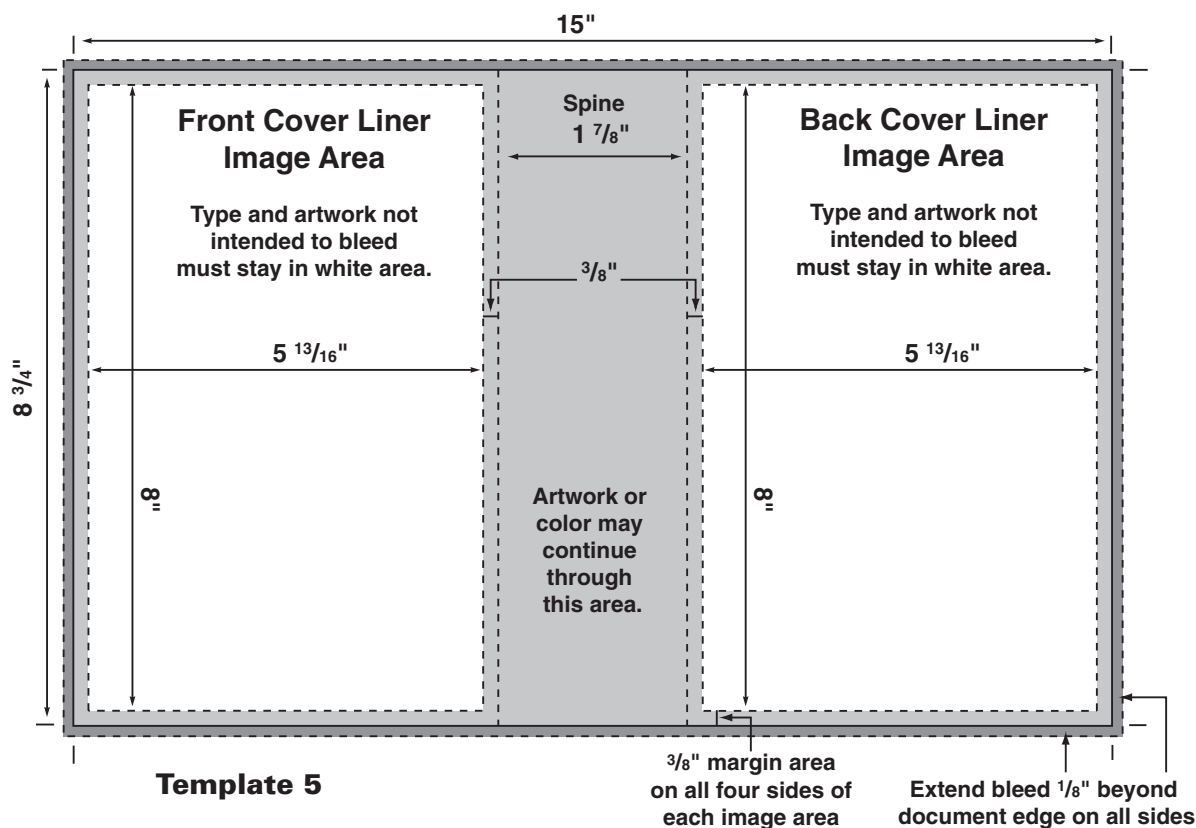 15"
Front Cover Liner
Image Area
Type and artwork not
intended to bleed
must stay in white area.
Spine
1 7/8"
Back Cover Liner
Image Area
Type and artwork not
intended to bleed
must stay in white area.
3/8"
5 13/16"
5 13/16"
8 3/4"
8"
8"
Artwork or
color may
continue
through
this area.
Template 5
3/8" margin area
on all four sides of
each image area
Extend bleed 1/8" beyond
document edge on all sides